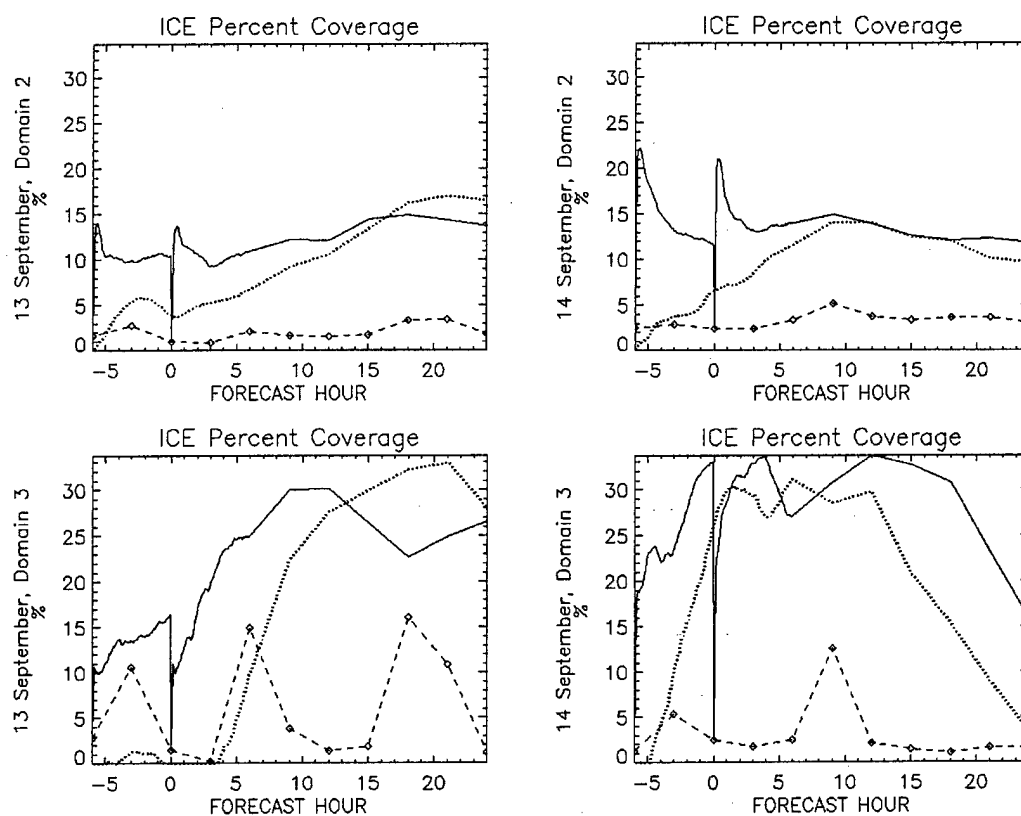 ICE Percent Coverage
13 September, Domain 2
%
30
25
20
15
10
5
0
-5 0 5 10 15 20
FORECAST HOUR
ICE Percent Coverage
14 September, Domain 2
%
30
25
20
15
10
5
0
-5 0 5 10 15 20
FORECAST HOUR
ICE Percent Coverage
13 September, Domain 3
%
30
25
20
15
10
5
0
-5 0 5 10 15 20
FORECAST HOUR
ICE Percent Coverage
14 September, Domain 3
%
30
25
20
15
10
5
0
-5 0 5 10 15 20
FORECAST HOUR